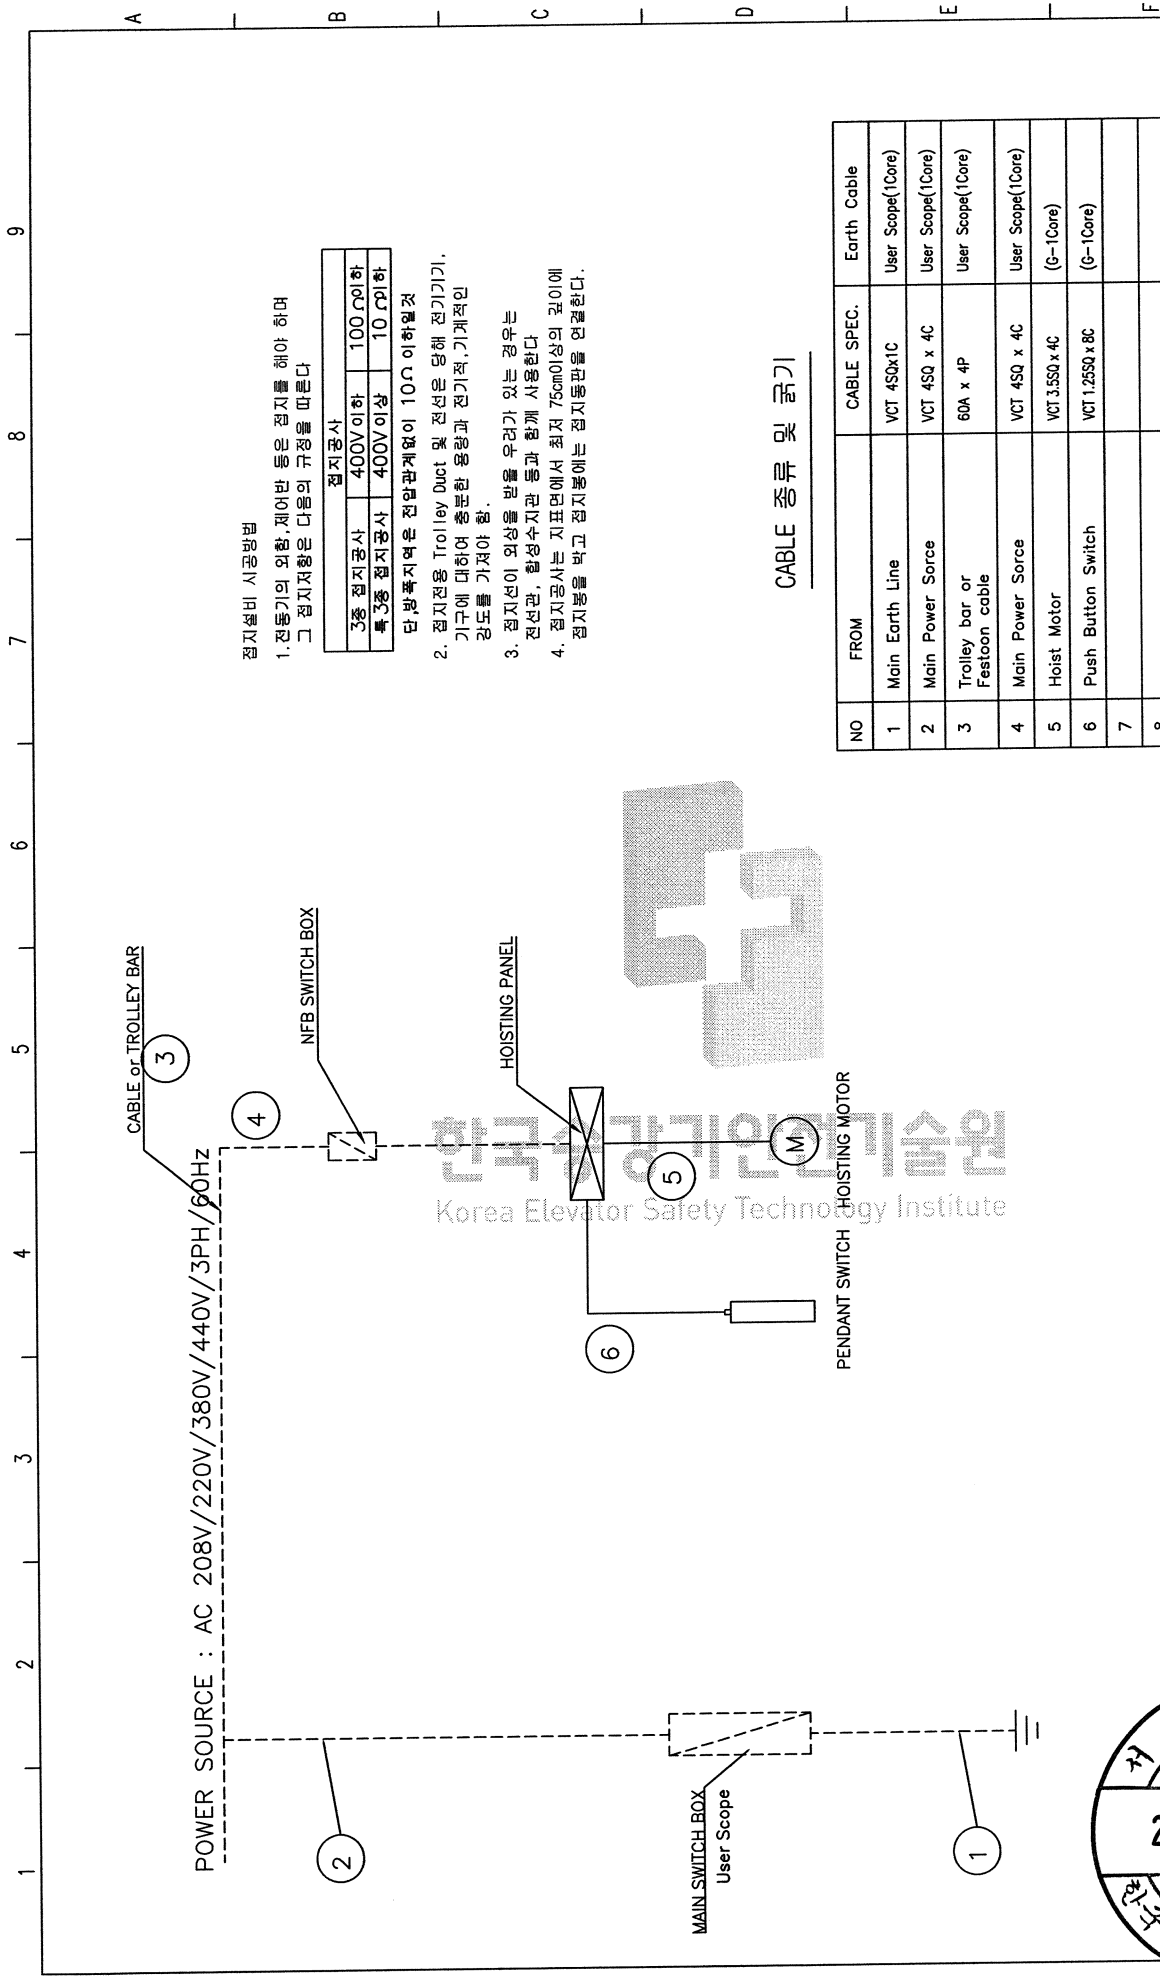 1 2 3 4 5 6 7 8 9
A
B
C
D
E
F
POWER SOURCE : AC 208V/220V/380V/440V/3PH/60Hz
CABLE or TROLLEY BAR
3
4
NFB SWITCH BOX
HOISTING PANEL
5
M
6
PENDANT SWITCH HOISTING MOTOR
2
MAIN SWITCH BOX
User Scope
1
한국승강기안전기술원
Korea Elevator Safety Technology Institute
접지설비 시공방법
1.전동기의 외함,제어반 등은 접지를 해야 하며
그 접지저항은 다음의 규정을 따른다
접지공사
3종 접지공사 400V이하 100Ω이하
특3종 접지공사 400V이상 10Ω이하
단,방폭지역은 전압관계없이 10Ω 이하일것
2. 접지전용 Trolley Duct 및 전선은 당해 전기기기,
기구에 대하여 충분한 용량과 전기적,기계적인
강도를 가져야 함.
3. 접지선이 외상을 받을 우려가 있는 경우는
전선관, 합성수지관 등과 함께 사용한다
4. 접지공사는 지표면에서 최저 75cm이상의 깊이에
접지봉을 박고 접지봉에는 접지동판을 연결한다.
CABLE 종류 및 굵기
NO FROM CABLE SPEC. Earth Cable
1 Main Earth Line VCT 4SQx1C User Scope(1Core)
2 Main Power Sorce VCT 4SQ x 4C User Scope(1Core)
3 Trolley bar or
Festoon cable 60A x 4P User Scope(1Core)
4 Main Power Sorce VCT 4SQ x 4C User Scope(1Core)
5 Hoist Motor VCT 3.5SQ x 4C (G-1Core)
6 Push Button Switch VCT 1.25SQ x 8C (G-1Core)
7
8